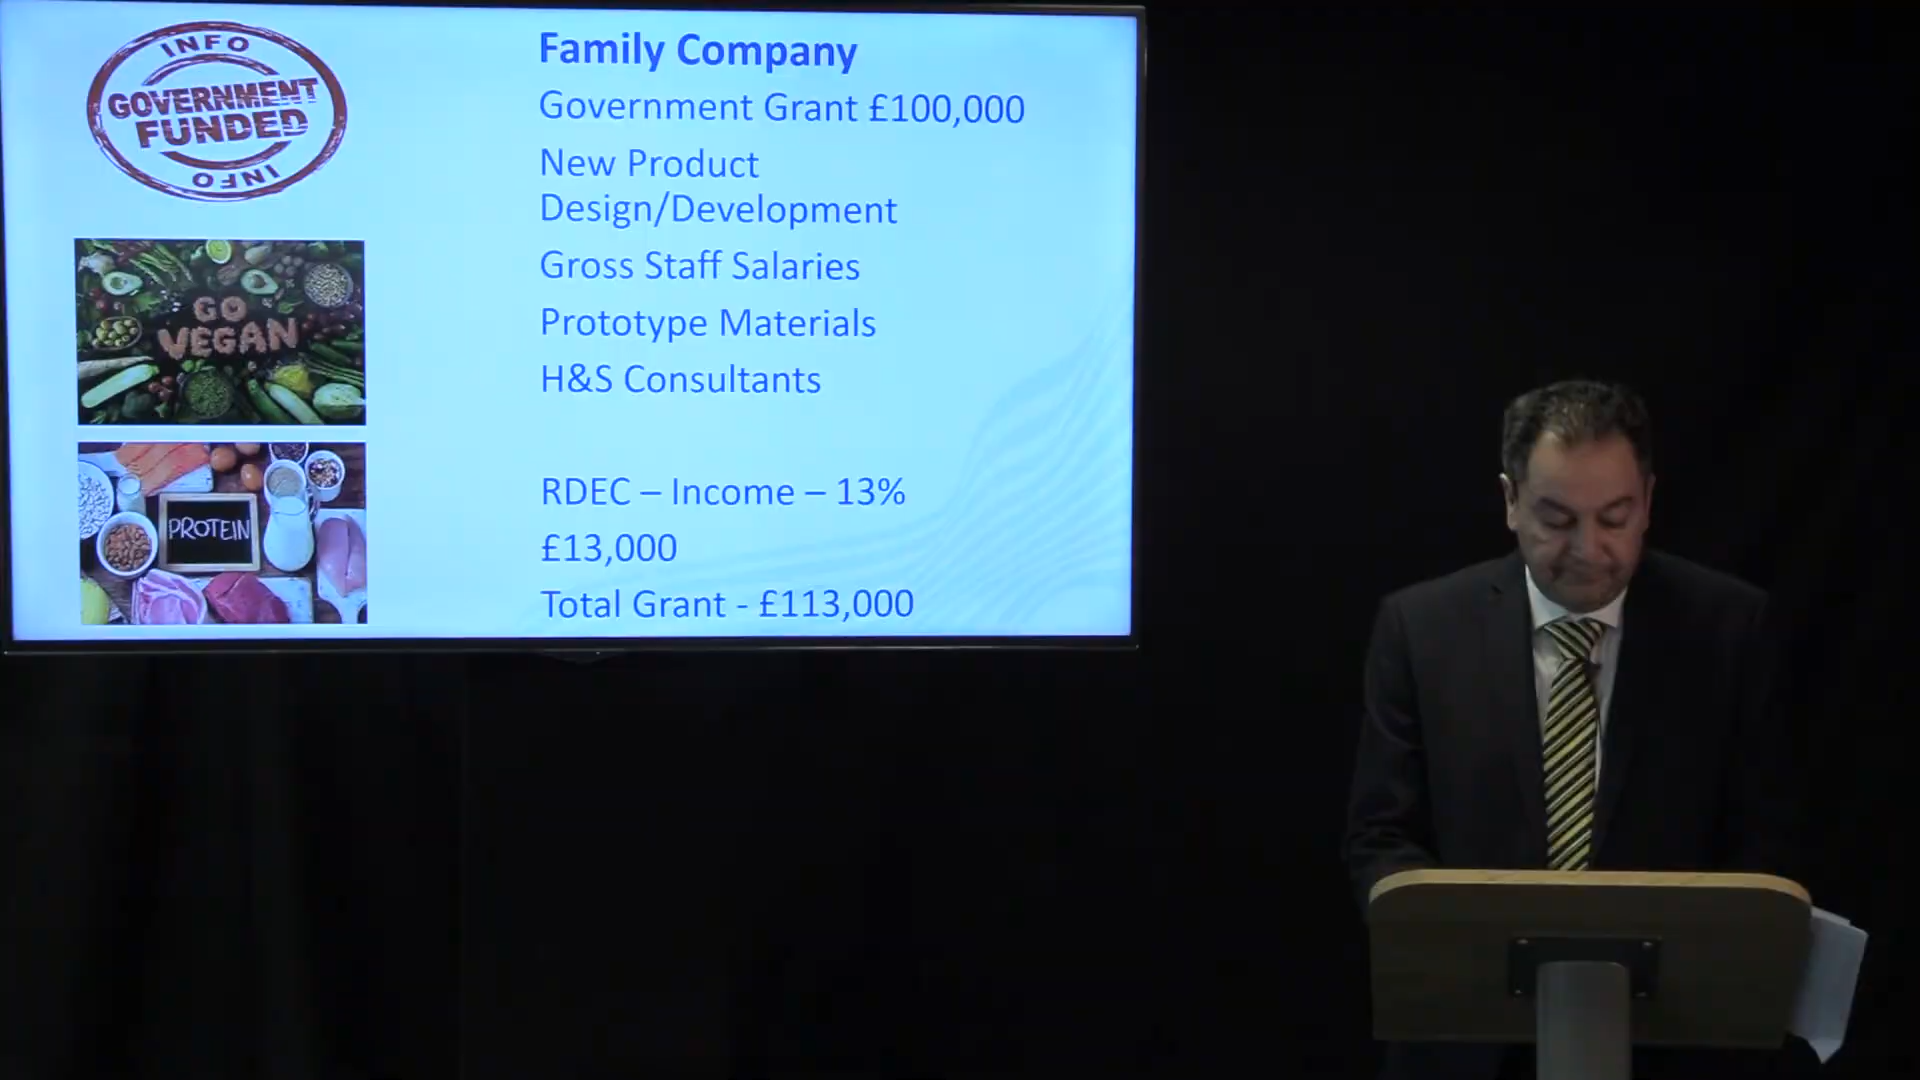 INFO
GOVERNMENT
FUNDED
INFO
GO
VEGAN
PROTEIN
Family Company
Government Grant £100,000
New Product
Design/Development
Gross Staff Salaries
Prototype Materials
H&S Consultants
RDEC – Income – 13%
£13,000
Total Grant - £113,000